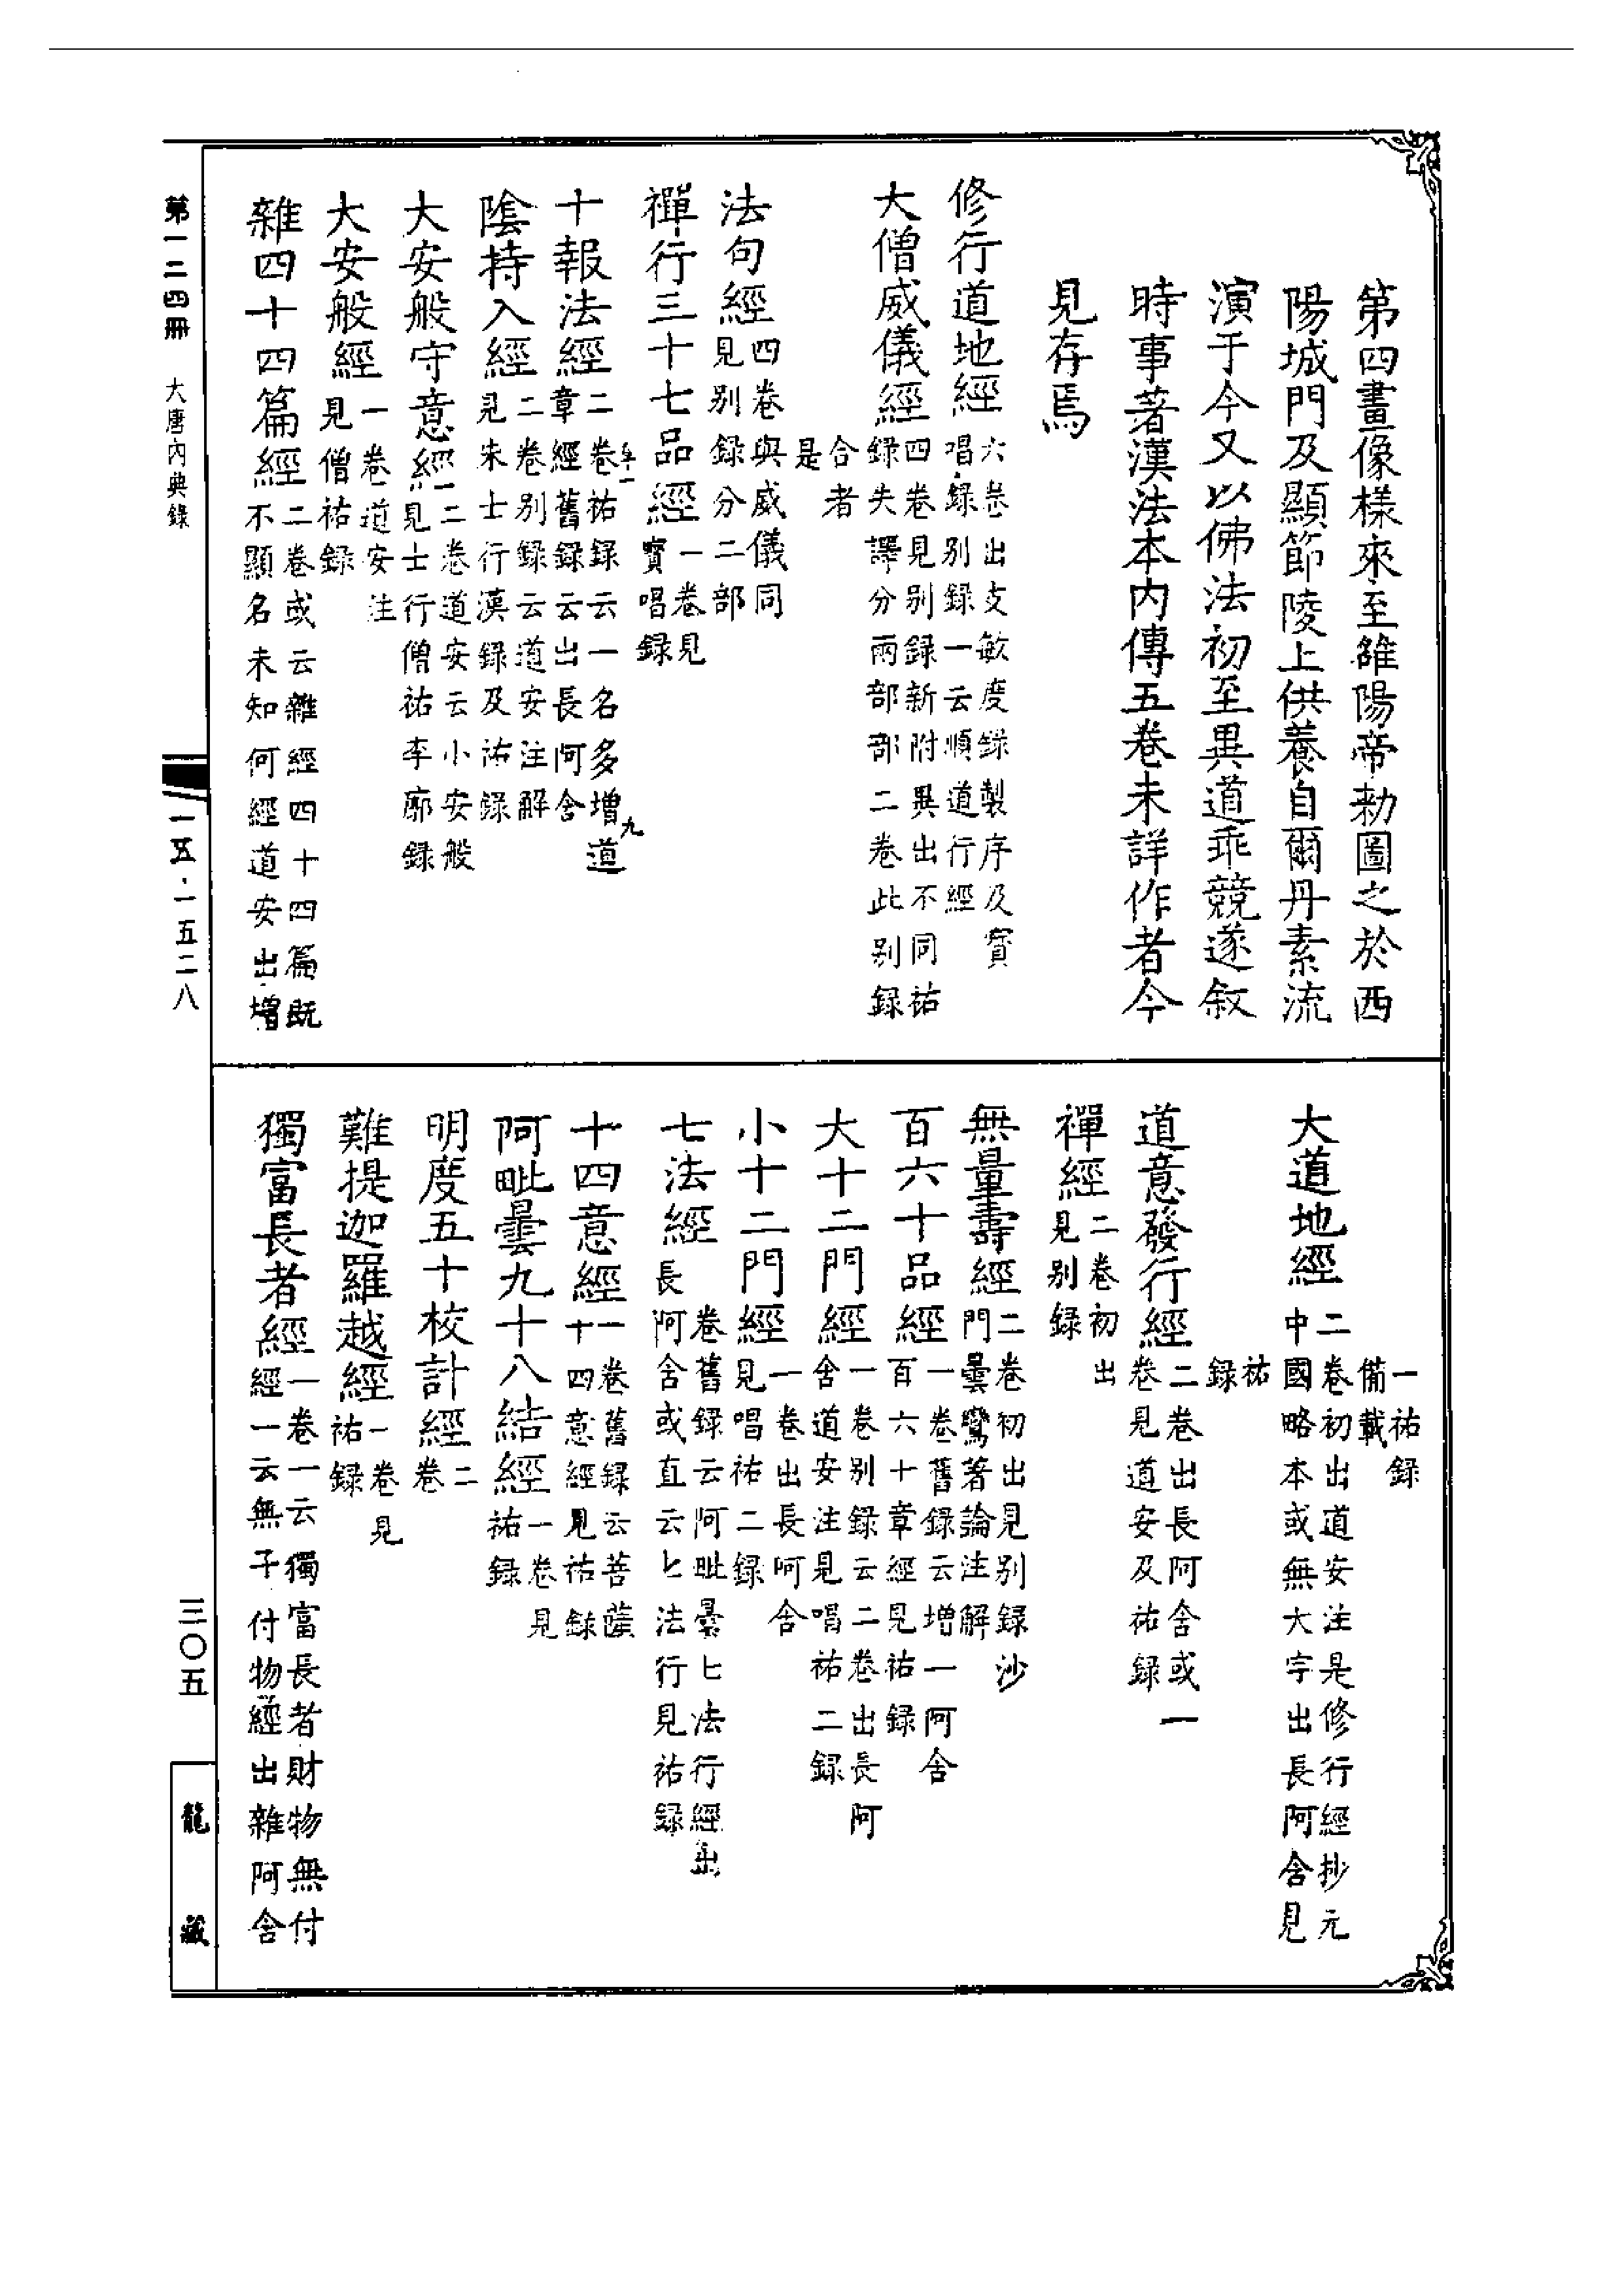 第四畫像樣來至雒陽帝勑圖之於西
陽城門及顯節陵上供養自爾丹素流
演于今又以佛法初至異道乖競遂叙
時事著漢法本內傳五卷未詳作者今
見存焉
修行道地經
六卷出支敏度錄製序及寶
唱錄別錄一云順道行經
大僧威儀經
四卷見別錄新附異出不同祐
錄失譯分兩部部二卷此別錄
合者
是
法句經
四卷與威儀同
見別錄分二部
禪行三十七品經
一卷見
寶唱錄
十報法經
二卷祐錄云一名多增道
章經舊錄云出長阿含
陰持入經
二卷別錄云道安注解
見朱士行漢錄及祐錄
大安般守意經
二卷道安云小安般
見士行僧祐李廓錄
大安般經
一卷道安注
見僧祐錄
雜四十四篇經
二卷或云雜經四十四篇既
不顯名未知何經道安出增
一祐錄
備載
大道地經
二卷初出道安注是修行經抄元
中國略本或無大字出長阿含見
祐
錄
道意發行經
二卷出長阿含或一
卷見道安及祐錄
禪經
二卷初出
見別錄
無量壽經
二卷初出見別錄沙
門曇鸞著論注解
百六十品經
一卷舊錄云增一阿含
百六十章經見祐錄
大十二門經
一卷別錄云二卷出長阿
含道安注見唱祐二錄
小十二門經
一卷出長阿含
見唱祐二錄
七法經
卷舊錄云阿毗曇七法行經出
長阿含或直云七法行見祐錄
十四意經
一卷舊錄云菩薩
十四意經見祐錄
阿毗曇九十八結經
一卷見
祐錄
明度五十校計經
二
卷
難提迦羅越經
一卷見
祐錄
獨富長者經
一卷一云獨富長者財物無付
經一云無子付物經出雜阿含
第一二四冊　大唐內典錄
一五·一五二八
三〇五
龍藏